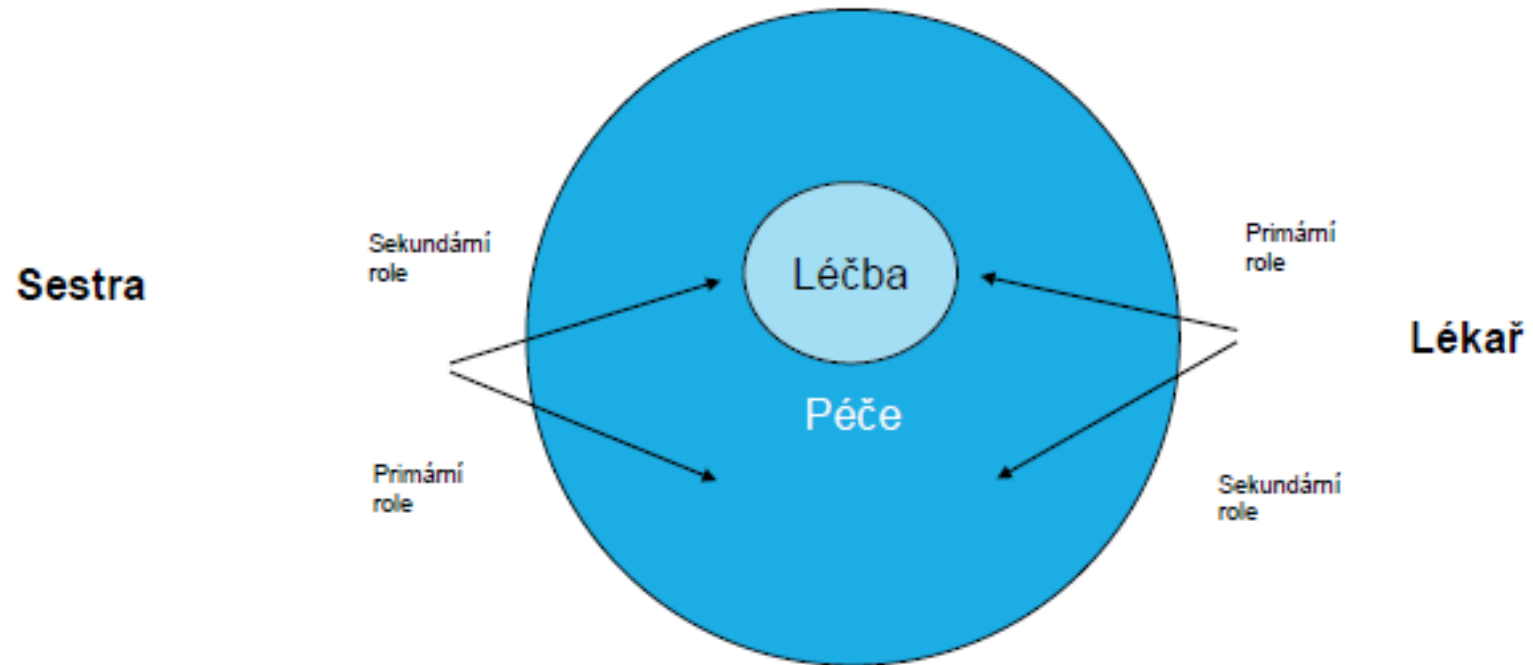 Sestra
Sekundární
role
Primární
role
Léčba
Péče
Primární
role
Sekundární
role
Lékař